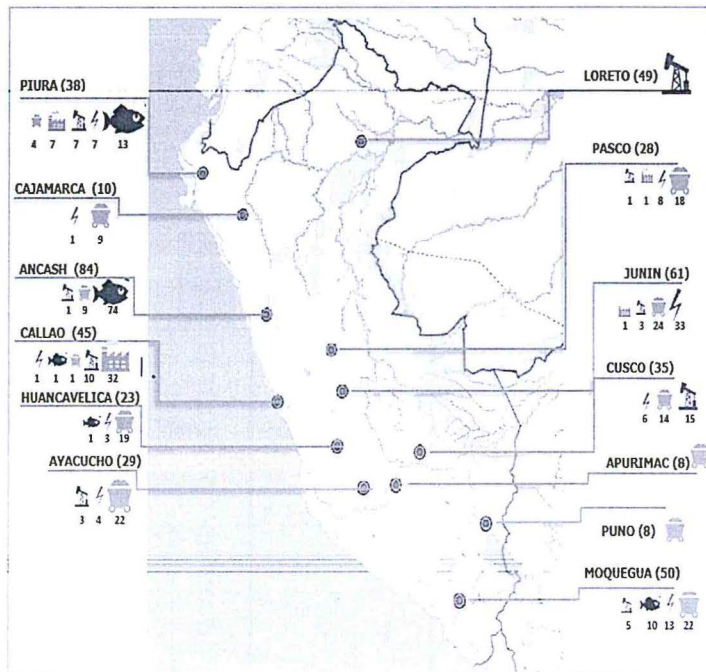 PIURA (38)
4 7 7 7 13
CAJAMARCA (10)
1 9
ANCASH (84)
1 9 74
CALLAO (45)
1 1 1 10 32
HUANCAVELICA (23)
1 3 19
AYACUCHO (29)
3 4 22
LORETO (49)
PASCO (28)
1 1 8 18
JUNIN (61)
1 3 24 33
CUSCO (35)
6 14 15
APURIMAC (8)
PUNO (8)
MOQUEGUA (50)
5 10 13 22